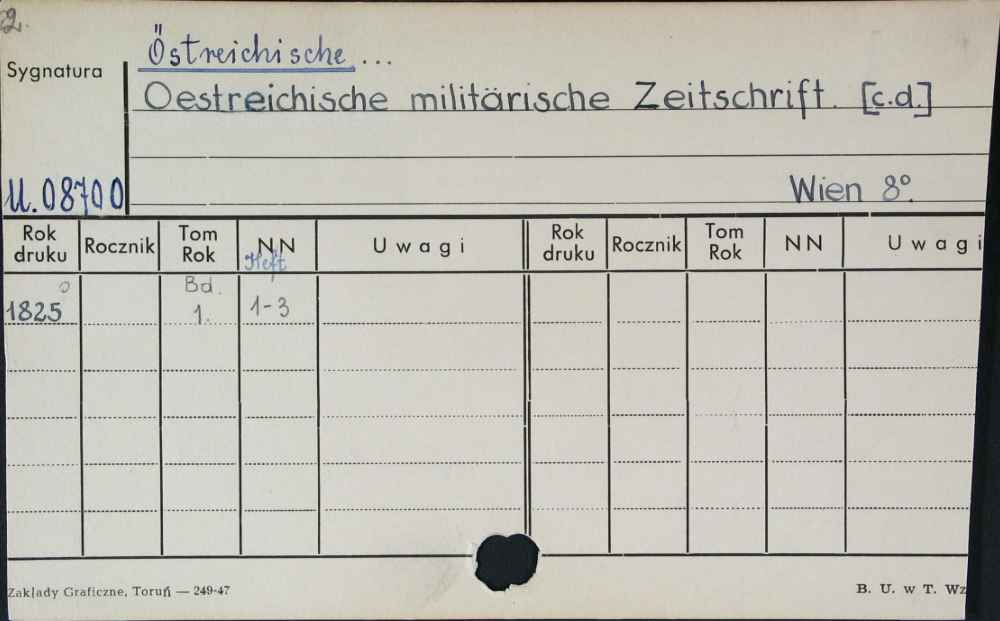 2.
Östreichische ...
Sygnatura
Oestreichische militärische Zeitschrift. [c.d.]
U.08700
Wien 8°.
Rok druku Rocznik Tom Rok NN Heft Uwagi Rok druku Rocznik Tom Rok NN Uwagi
1825 Bd. 1. 1-3
Zakłady Graficzne, Toruń — 249-47
B. U. w T. Wz